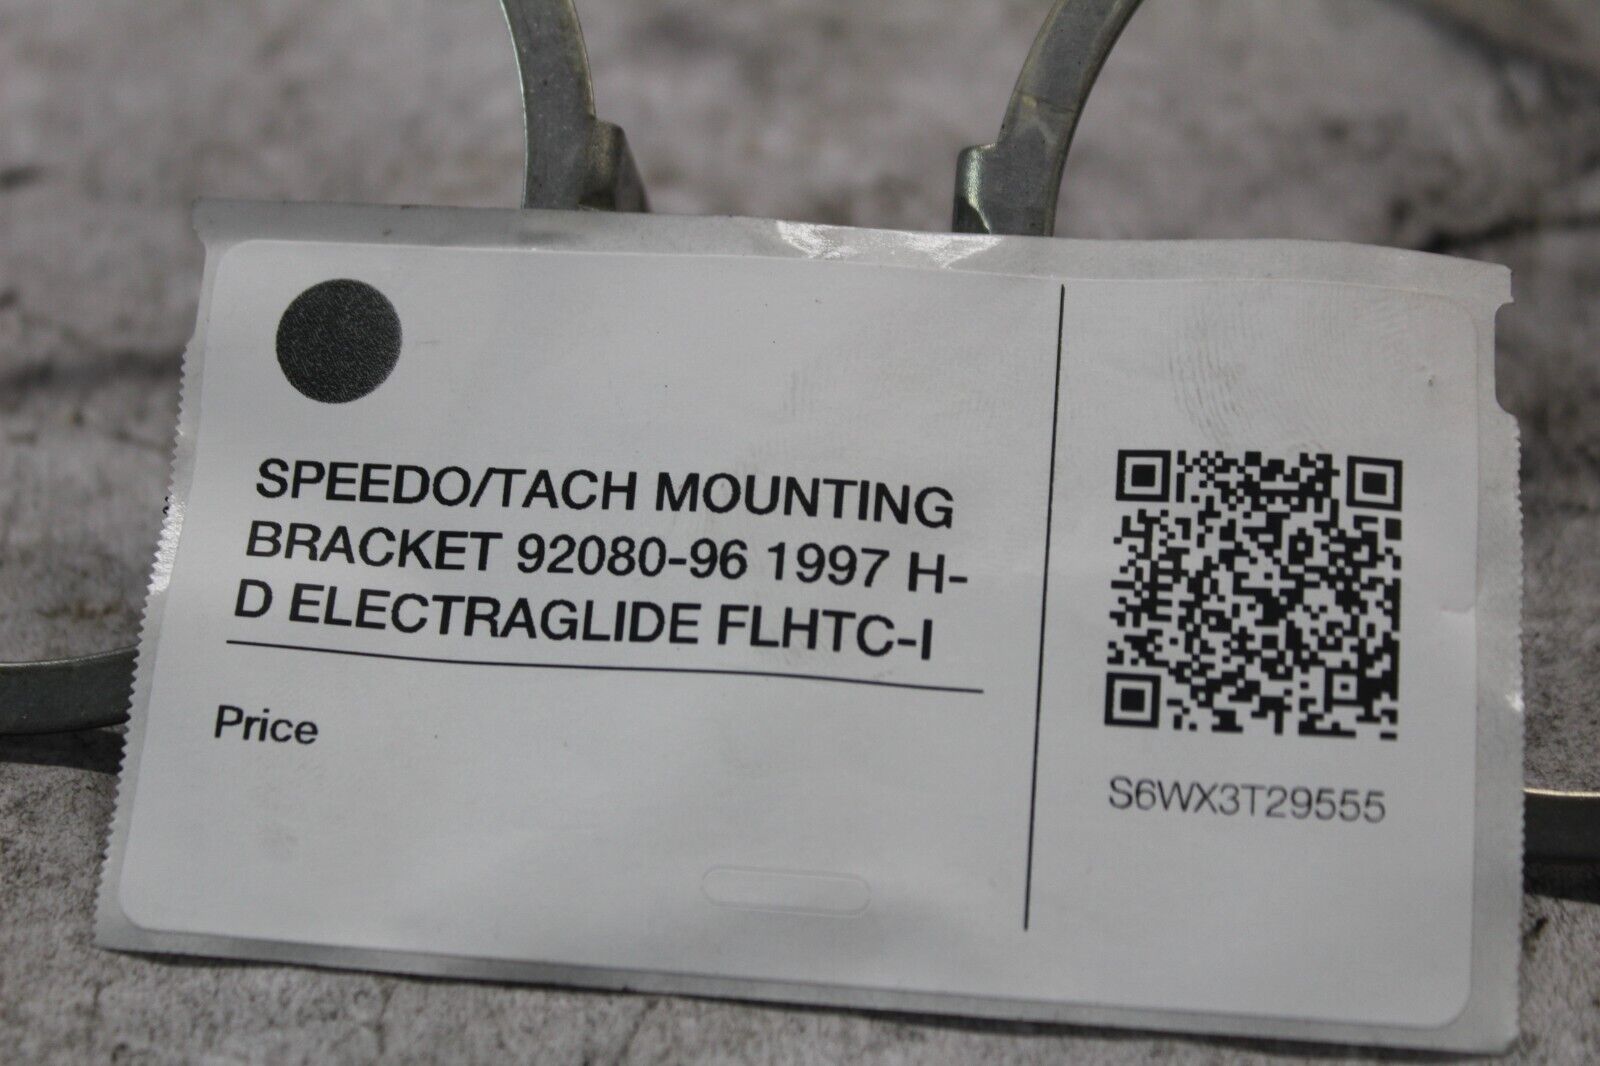 SPEEDO/TACH MOUNTING
BRACKET 92080-96 1997 H-
D ELECTRAGLIDE FLHTC-I
Price
S6WX3T29555